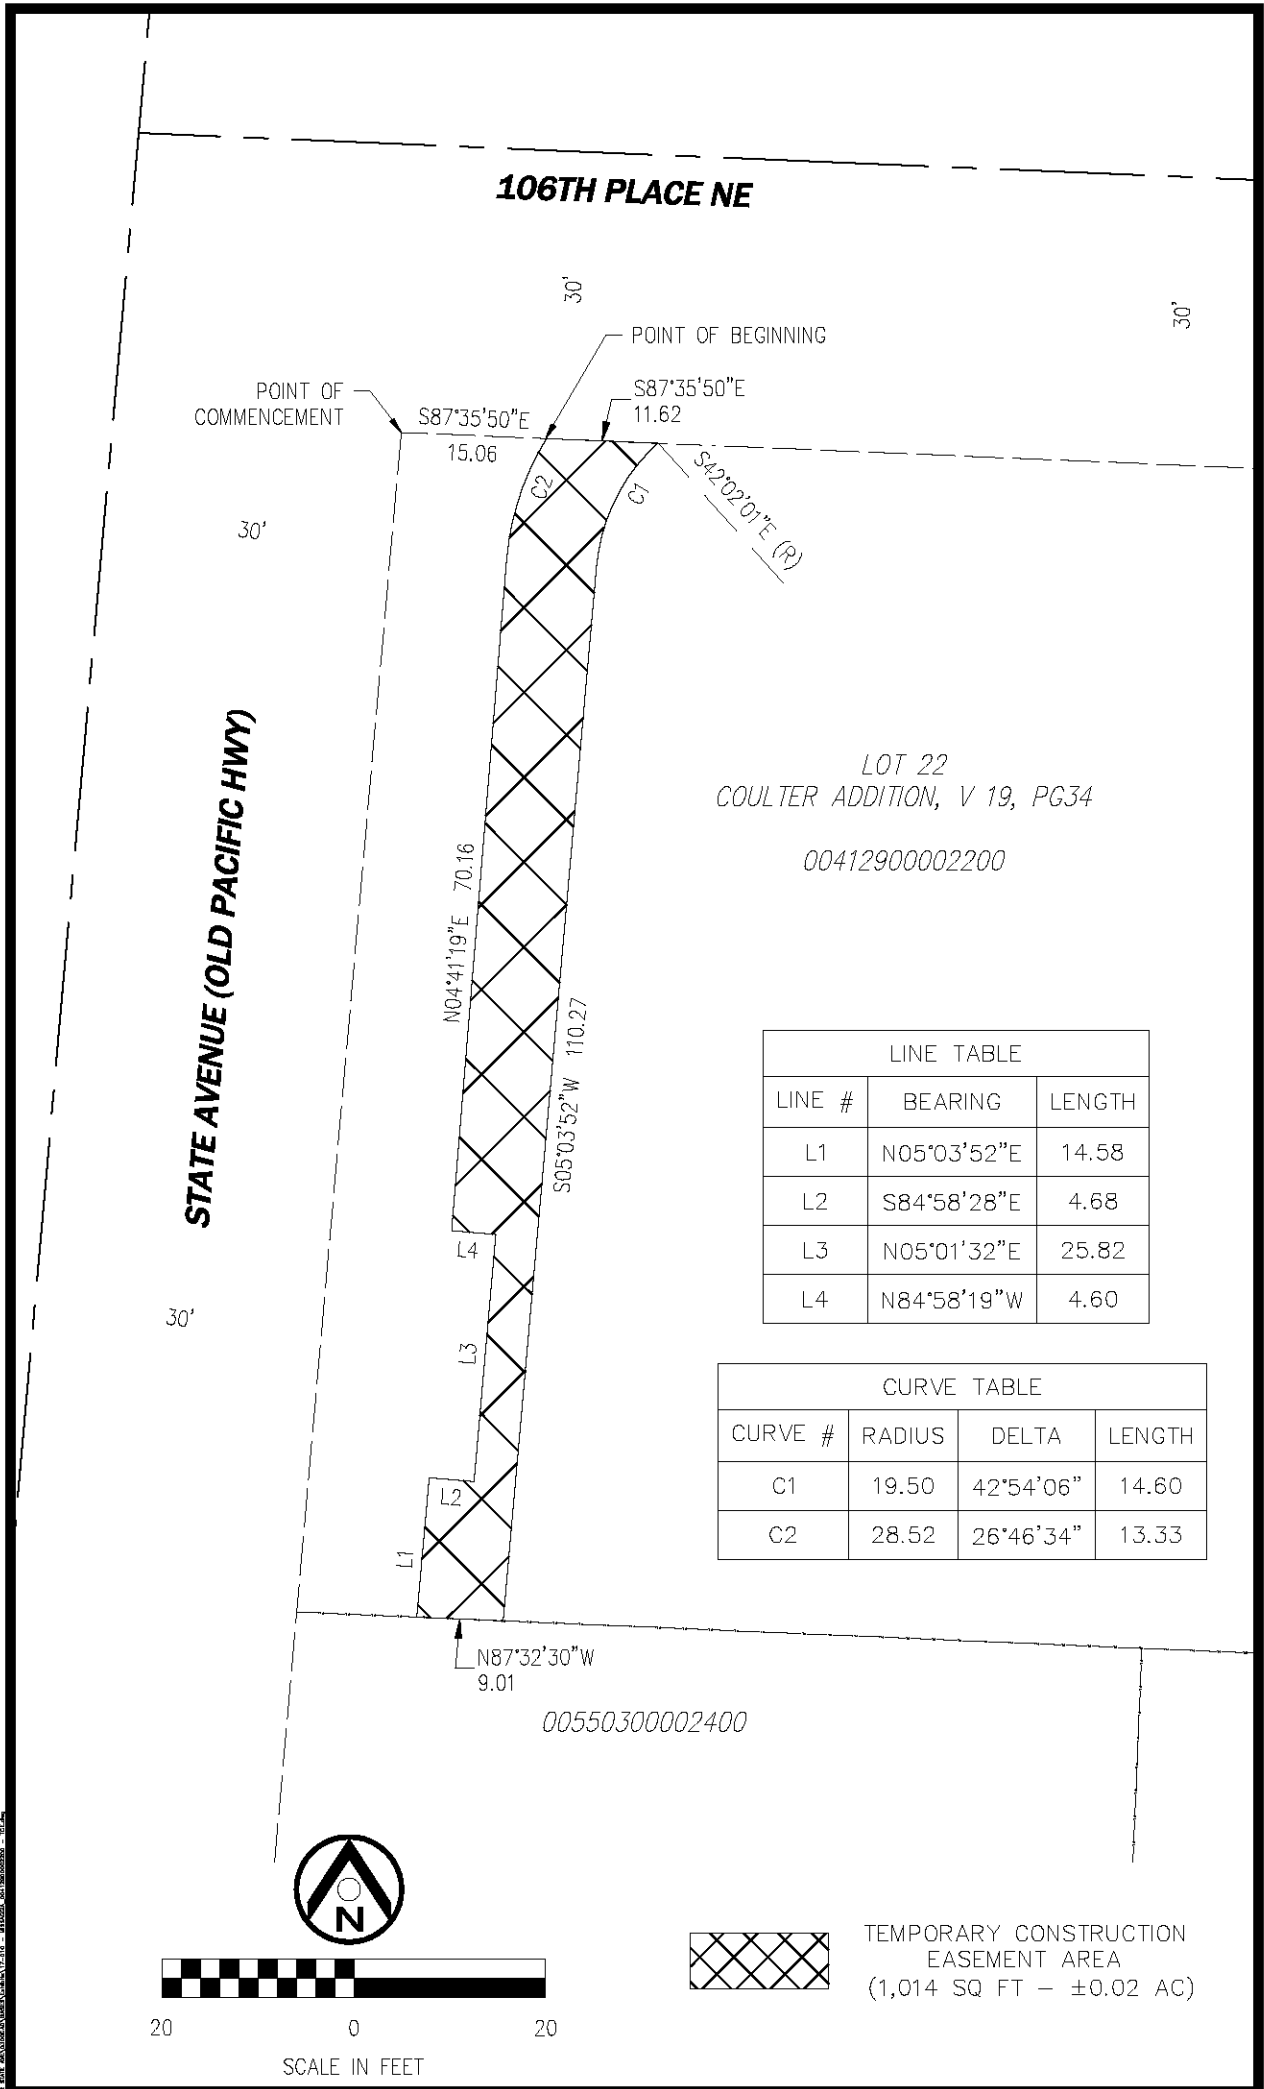 106TH PLACE NE
30'
30'
POINT OF BEGINNING
POINT OF
COMMENCEMENT
S87°35'50"E
15.06
S87°35'50"E
11.62
C2
C1
S42°02'01"E (R)
30'
STATE AVENUE (OLD PACIFIC HWY)
LOT 22
COULTER ADDITION, V 19, PG34
00412900002200
N04°41'19"E 70.16
S05°03'52"W 110.27
LINE TABLE
LINE # BEARING LENGTH
L1 N05°03'52"E 14.58
L2 S84°58'28"E 4.68
L3 N05°01'32"E 25.82
L4 N84°58'19"W 4.60
L4
30'
L3
CURVE TABLE
CURVE # RADIUS DELTA LENGTH
C1 19.50 42°54'06" 14.60
C2 28.52 26°46'34" 13.33
L2
L1
N87°32'30"W
9.01
00550300002400
N
20 0 20
SCALE IN FEET
TEMPORARY CONSTRUCTION
EASEMENT AREA
(1,014 SQ FT – ±0.02 AC)